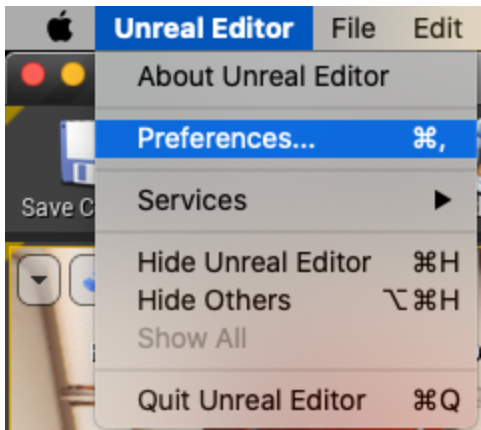 Unreal Editor File Edit
About Unreal Editor
Preferences... ⌘,
Save C
Services
Hide Unreal Editor ⌘H
Hide Others ⌥⌘H
Show All
Quit Unreal Editor ⌘Q